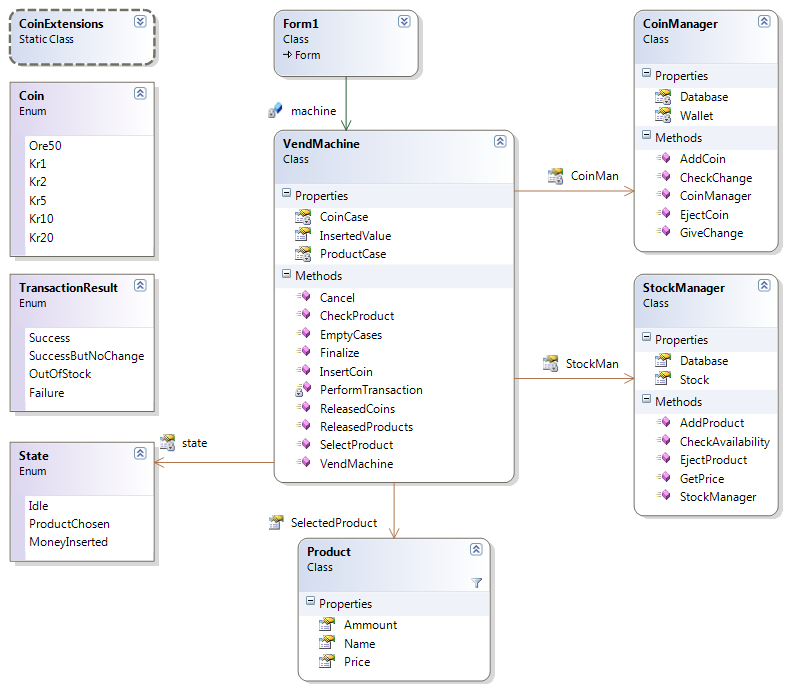 CoinExtensions
Static Class
Coin
Enum
Ore50
Kr1
Kr2
Kr5
Kr10
Kr20
TransactionResult
Enum
Success
SuccessButNoChange
OutOfStock
Failure
State
Enum
Idle
ProductChosen
MoneyInserted
Form1
Class
Form
machine
VendMachine
Class
Properties
CoinCase
InsertedValue
ProductCase
Methods
Cancel
CheckProduct
EmptyCases
Finalize
InsertCoin
PerformTransaction
ReleasedCoins
ReleasedProducts
SelectProduct
VendMachine
state
SelectedProduct
Product
Class
Properties
Ammount
Name
Price
CoinMan
CoinManager
Class
Properties
Database
Wallet
Methods
AddCoin
CheckChange
CoinManager
EjectCoin
GiveChange
StockMan
StockManager
Class
Properties
Database
Stock
Methods
AddProduct
CheckAvailability
EjectProduct
GetPrice
StockManager